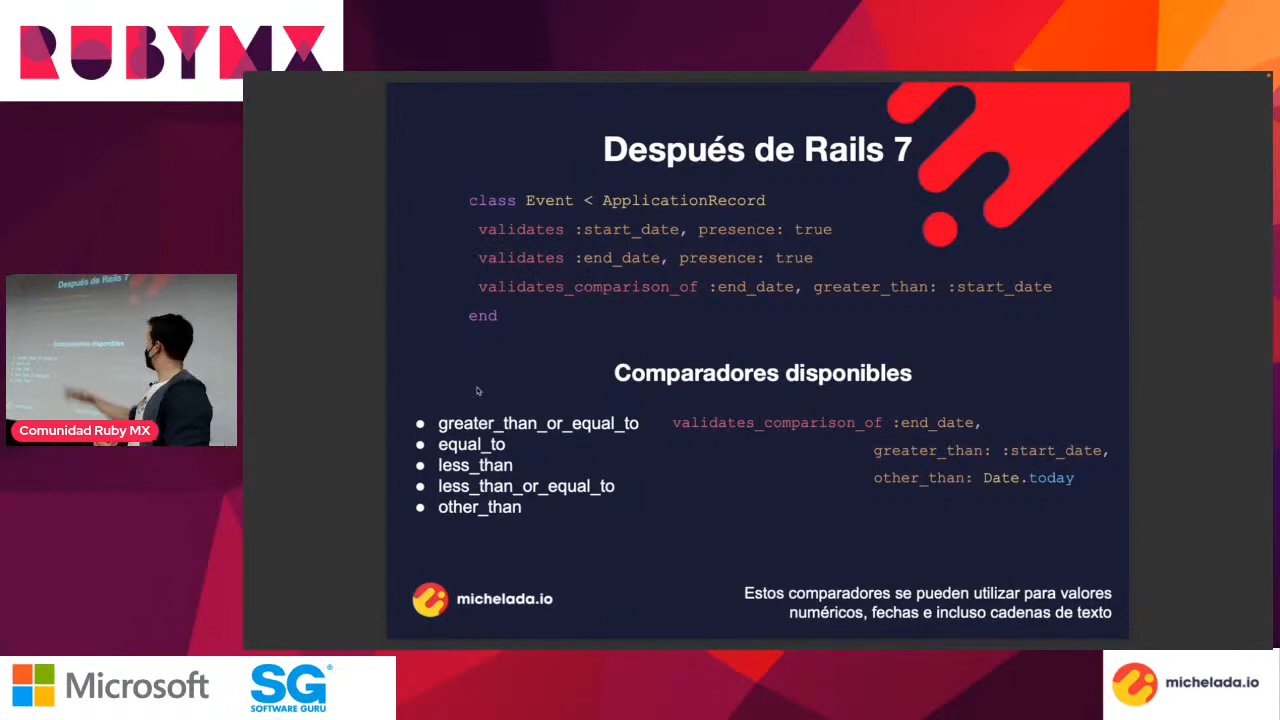 RUBYMX
Después de Rails 7
class Event < ApplicationRecord
validates :start_date, presence: true
validates :end_date, presence: true
validates_comparison_of :end_date, greater_than: :start_date
end
Comparadores disponibles
● greater_than_or_equal_to
● equal_to
● less_than
● less_than_or_equal_to
● other_than
validates_comparison_of :end_date,
greater_than: :start_date,
other_than: Date.today
michelada.io
Estos comparadores se pueden utilizar para valores
numéricos, fechas e incluso cadenas de texto
Después de Rails 7
Comparadores disponibles
Comunidad Ruby MX
Microsoft
SG®
SOFTWARE GURU
michelada.io